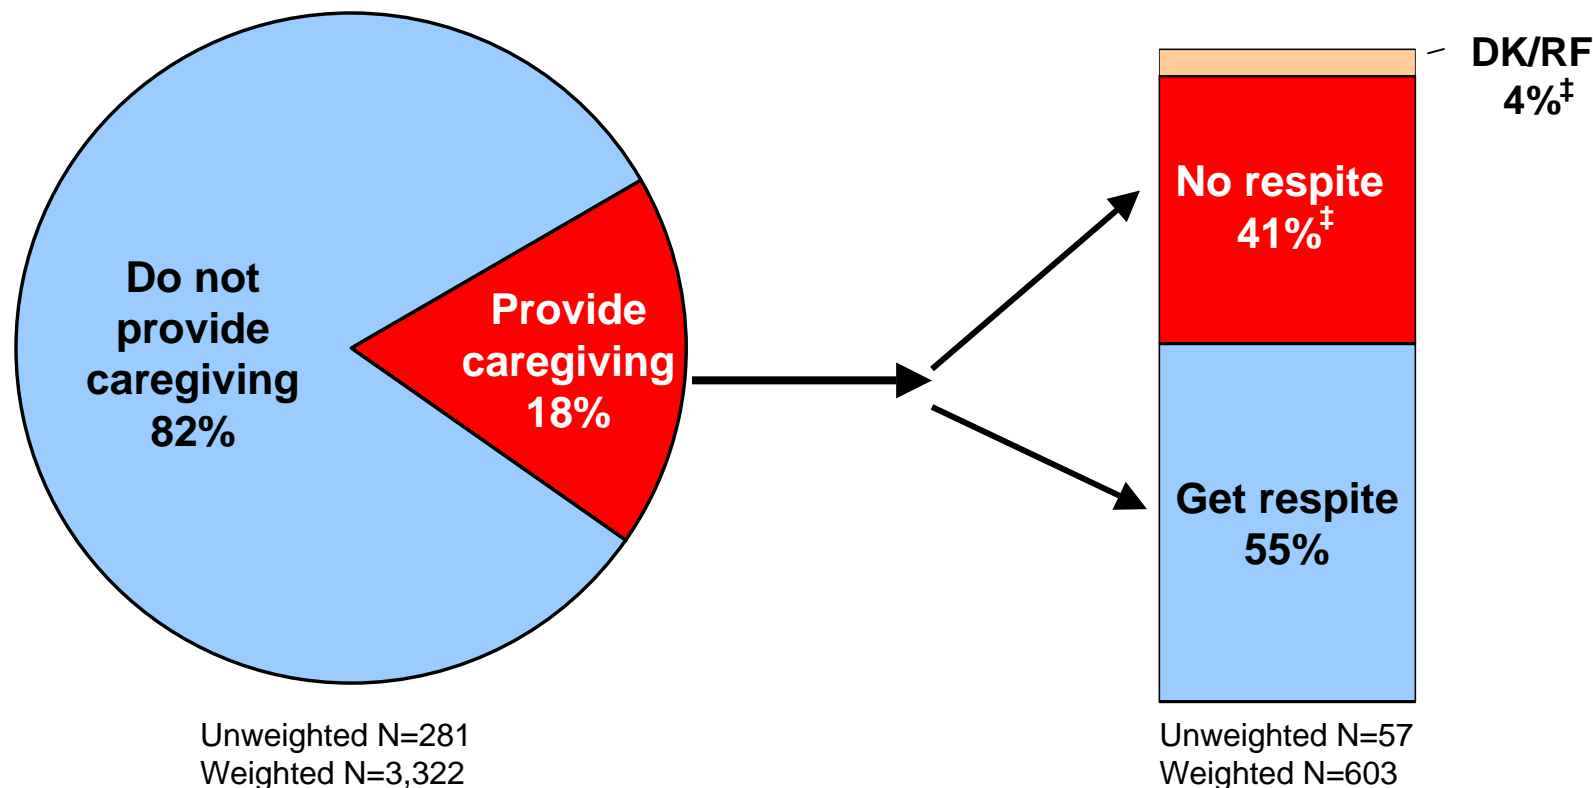 Do not
provide
caregiving
82%
Provide
caregiving
18%
Unweighted N=281
Weighted N=3,322
DK/RF
4%‡
No respite
41%‡
Get respite
55%
Unweighted N=57
Weighted N=603